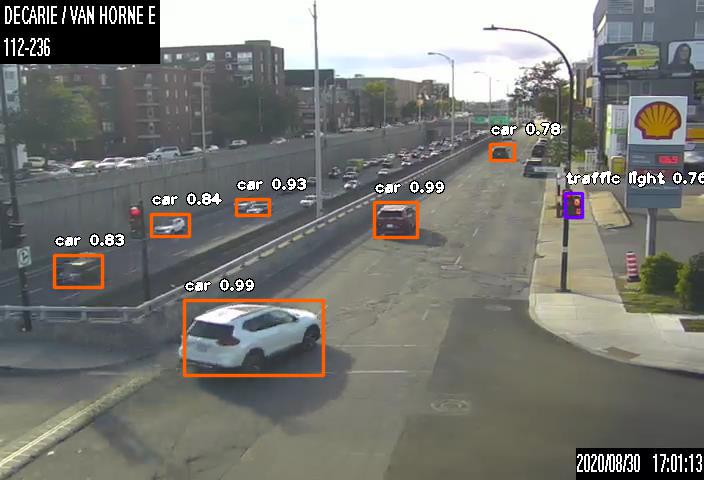 DECARIE / VAN HORNE E
112-236
car 0.78
traffic light 0.76
car 0.93
car 0.99
car 0.84
car 0.83
car 0.99
2020/08/30 17:01:13